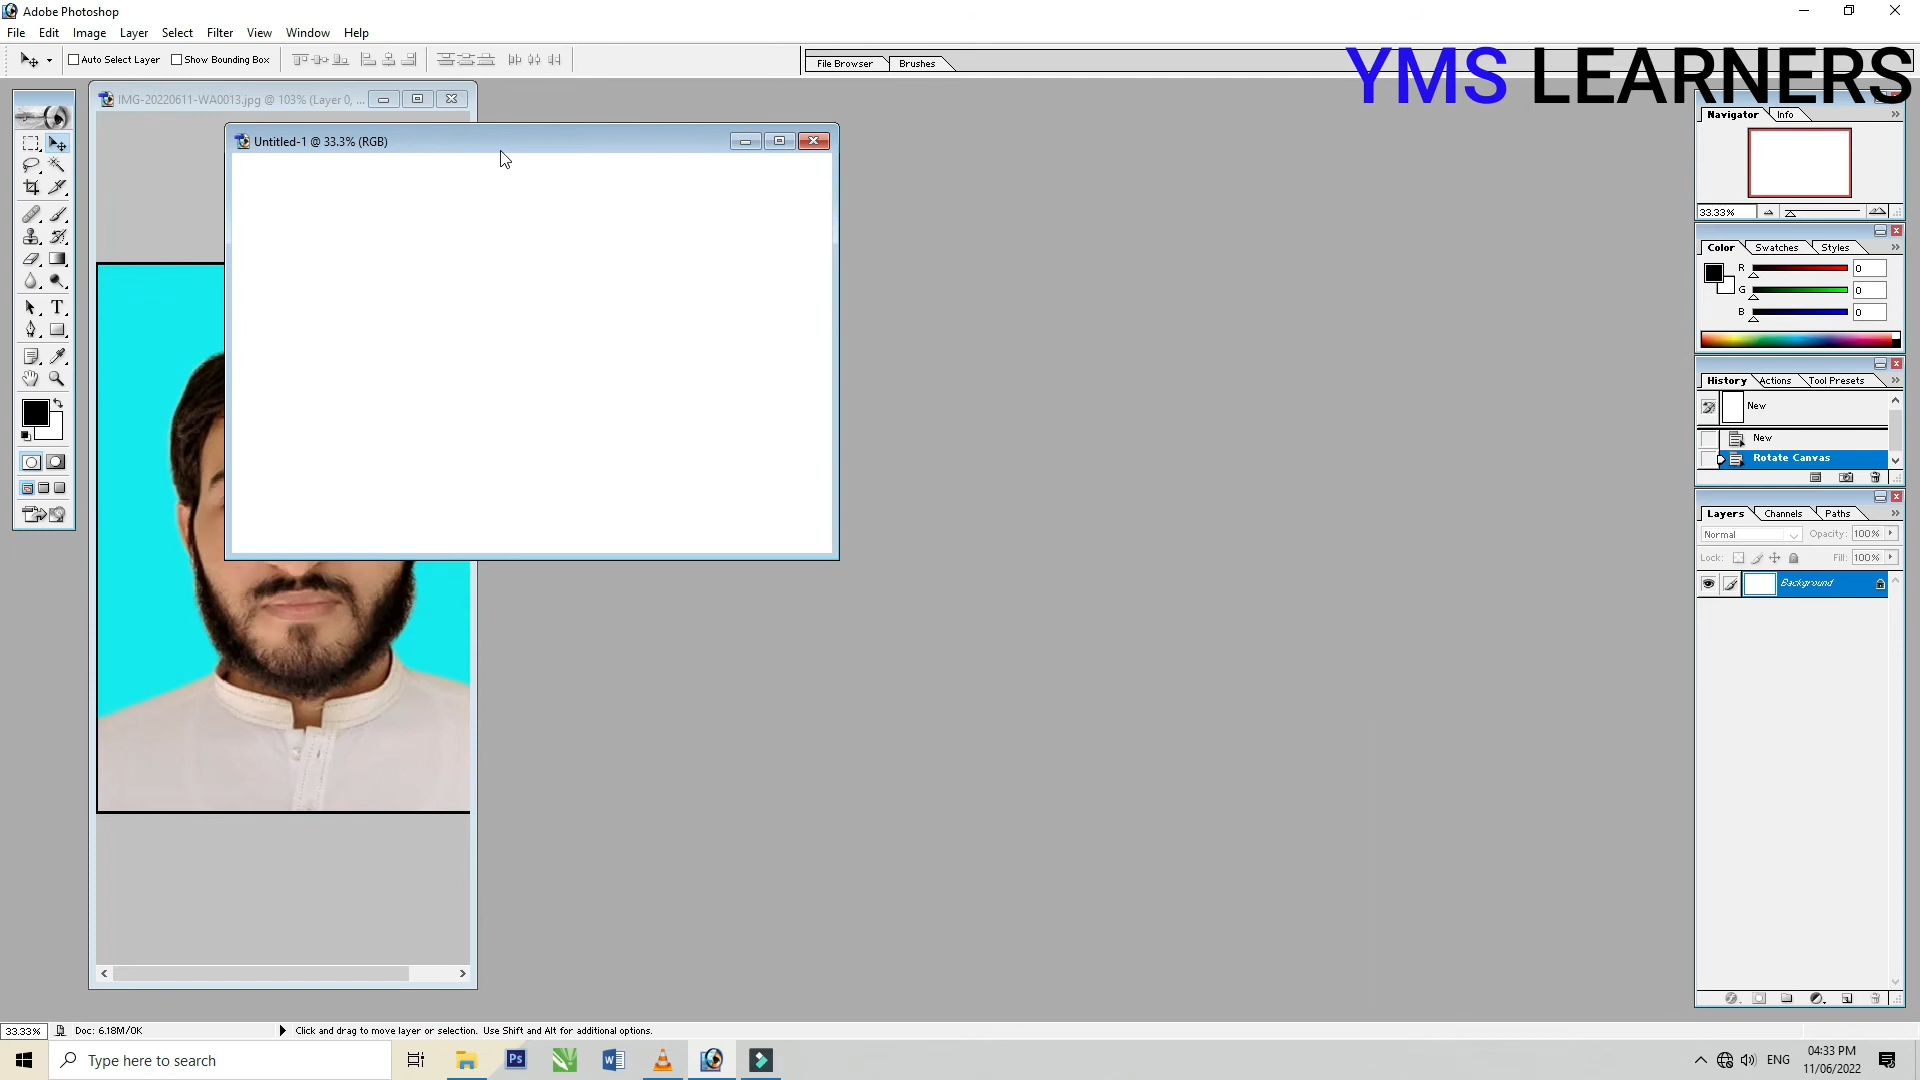 Adobe Photoshop
File Edit Image Layer Select Filter View Window Help
Auto Select Layer Show Bounding Box
File Browser Brushes
YMS LEARNERS
IMG-20220611-WA0013.jpg @ 103% (Layer 0, ...
Untitled-1 @ 33.3% (RGB)
Navigator Info
33.33%
Color Swatches Styles
R 0
G 0
B 0
History Actions Tool Presets
New
New
Rotate Canvas
Layers Channels Paths
Normal Opacity: 100%
Lock: Fill: 100%
Background
33.33% Doc: 6.18M/0K Click and drag to move layer or selection. Use Shift and Alt for additional options.
Type here to search
ENG
04:33 PM
11/06/2022